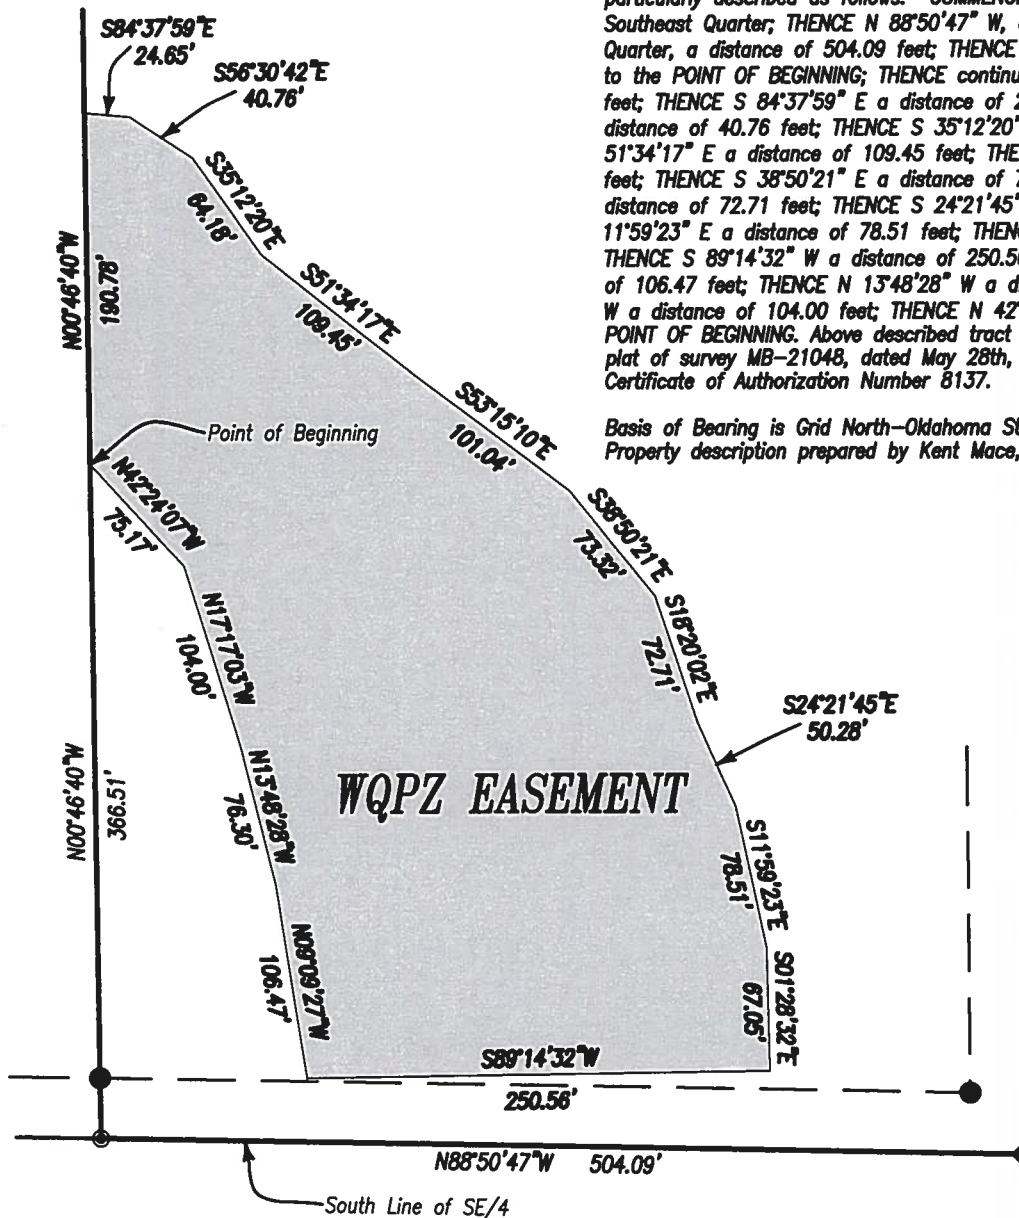 particularly described as follows:
Southeast Quarter; THENCE N 88°50'47" W,
Quarter, a distance of 504.09 feet; THENCE
to the POINT OF BEGINNING; THENCE
feet; THENCE S 84°37'59" E a distance of
distance of 40.76 feet; THENCE S 35°12'20"
51°34'17" E a distance of 109.45 feet;
feet; THENCE S 38°50'21" E a distance of
distance of 72.71 feet; THENCE S 24°21'45"
11°59'23" E a distance of 78.51 feet;
THENCE S 89°14'32" W a distance of
of 106.47 feet; THENCE N 13°48'28" W a
W a distance of 104.00 feet; THENCE N
POINT OF BEGINNING. Above described tract
plat of survey MB-21048, dated May 28th,
Certificate of Authorization Number 8137.
Basis of Bearing is Grid North-Oklahoma
Property description prepared by Kent Mace,
S84°37'59"E
24.65'
S56°30'42"E
40.76'
S35°12'20"E
64.18'
N00°46'40"W
190.78'
S51°34'17"E
109.45'
S53°15'10"E
101.04'
Point of Beginning
N42°24'07"W
75.17'
S38°50'21"E
73.32'
N17°17'03"W
104.00'
S18°20'02"E
72.71'
S24°21'45"E
50.28'
N00°46'40"W
366.51'
N13°48'28"W
76.30'
WQPZ EASEMENT
S11°59'23"E
78.51'
N09°09'27"W
106.47'
S01°28'32"E
67.05'
S89°14'32"W
250.56'
N88°50'47"W 504.09'
South Line of SE/4